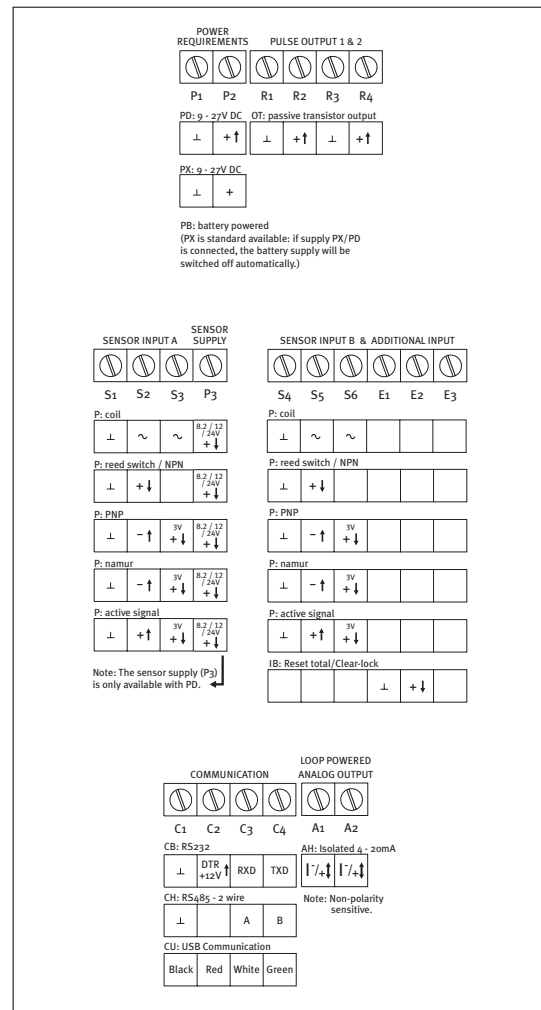 POWER REQUIREMENTS
PULSE OUTPUT 1 & 2
P1 P2 R1 R2 R3 R4
PD: 9 - 27V DC
OT: passive transistor output
⊥ +↑ ⊥ +↑ ⊥ +↑
PX: 9 - 27V DC
⊥ +
PB: battery powered
(PX is standard available: if supply PX/PD
is connected, the battery supply will be
switched off automatically.)
SENSOR INPUT A
SENSOR SUPPLY
S1 S2 S3 P3
P: coil
⊥ ~ ~ 8.2 / 12 / 24V +↓
P: reed switch / NPN
⊥ +↓ 8.2 / 12 / 24V +↓
P: PNP
⊥ -↑ 3V +↓ 8.2 / 12 / 24V +↓
P: namur
⊥ -↑ 3V +↓ 8.2 / 12 / 24V +↓
P: active signal
⊥ +↑ 3V +↓ 8.2 / 12 / 24V +↓
Note: The sensor supply (P3)
is only available with PD.
SENSOR INPUT B & ADDITIONAL INPUT
S4 S5 S6 E1 E2 E3
P: coil
⊥ ~ ~
P: reed switch / NPN
⊥ +↓
P: PNP
⊥ -↑ 3V +↓
P: namur
⊥ -↑ 3V +↓
P: active signal
⊥ +↑ 3V +↓
IB: Reset total/Clear-lock
⊥ +↓
COMMUNICATION
LOOP POWERED
ANALOG OUTPUT
C1 C2 C3 C4 A1 A2
CB: RS232
⊥ DTR +12V ↑ RXD TXD
AH: Isolated 4 - 20mA
I-/+↕ I-/+↕
Note: Non-polarity
sensitive.
CH: RS485 - 2 wire
⊥ A B
CU: USB Communication
Black Red White Green